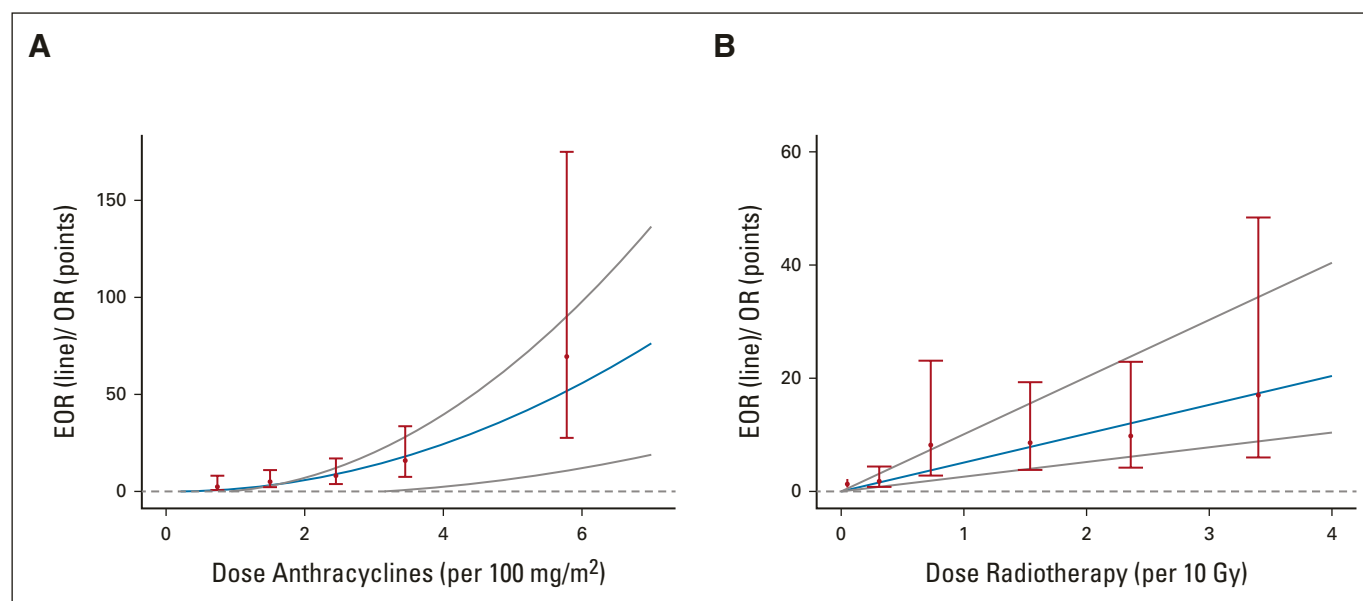 A
B
EOR (line)/ OR (points)
150
100
50
0
0
2
4
6
Dose Anthracyclines (per 100 mg/m²)
EOR (line)/ OR (points)
60
40
20
0
0
1
2
3
4
Dose Radiotherapy (per 10 Gy)